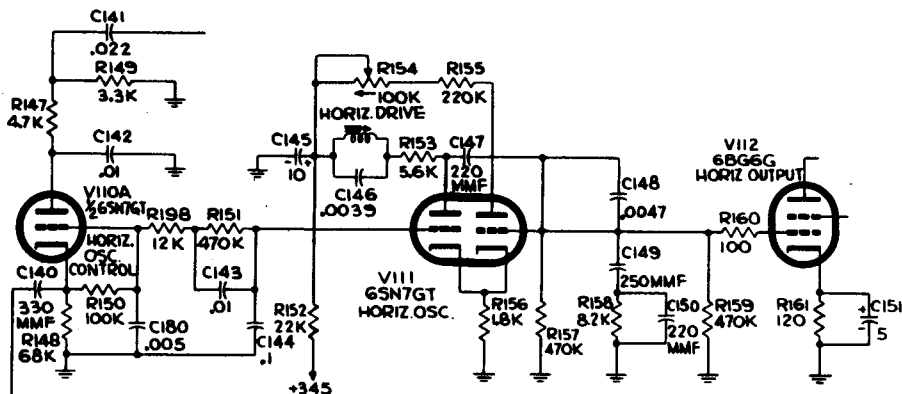 C141
.022
R149
3.3K
R147
4.7K
C142
.01
V110A
½6SN7GT
HORIZ.
OSC.
CONTROL
C140
330
MMF
R148
68K
R150
100K
R198
12K
R151
470K
C143
.01
C180
.005
C144
.1
C145
- +
10
R154
100K
HORIZ. DRIVE
R155
220K
R153
5.6K
C147
220
MMF
C146
.0039
R152
22K
+345
V111
6SN7GT
HORIZ. OSC.
R156
1.8K
R157
470K
C148
.0047
C149
250MMF
R158
8.2K
C150
220
MMF
R159
470K
R160
100
V112
6BG6G
HORIZ OUTPUT
R161
120
C151
+
-
5